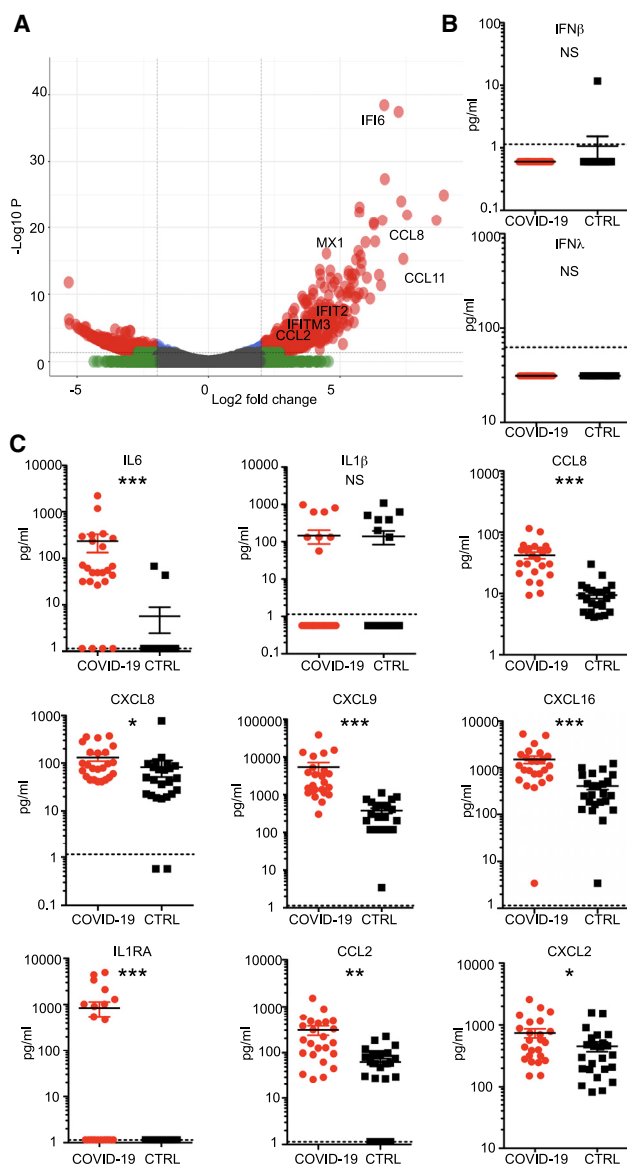 A
40
30
20
10
0
-Log10 P
-5
0
5
Log2 fold change
IFI6
CCL8
MX1
CCL11
IFIT2
IFITM3
CCL2
B
IFNβ
NS
100
10
1
0.1
pg/ml
COVID-19 CTRL
IFNλ
NS
1000
100
10
pg/ml
COVID-19 CTRL
C
IL6
***
10000
1000
100
10
1
pg/ml
COVID-19 CTRL
IL1β
NS
10000
1000
100
10
1
0.1
pg/ml
COVID-19 CTRL
CCL8
***
1000
100
10
1
pg/ml
COVID-19 CTRL
CXCL8
*
1000
100
10
1
0.1
pg/ml
COVID-19 CTRL
CXCL9
***
100000
10000
1000
100
10
1
pg/ml
COVID-19 CTRL
CXCL16
***
10000
1000
100
10
1
pg/ml
COVID-19 CTRL
IL1RA
***
10000
1000
100
10
1
pg/ml
COVID-19 CTRL
CCL2
**
10000
1000
100
10
1
pg/ml
COVID-19 CTRL
CXCL2
*
10000
1000
100
10
pg/ml
COVID-19 CTRL